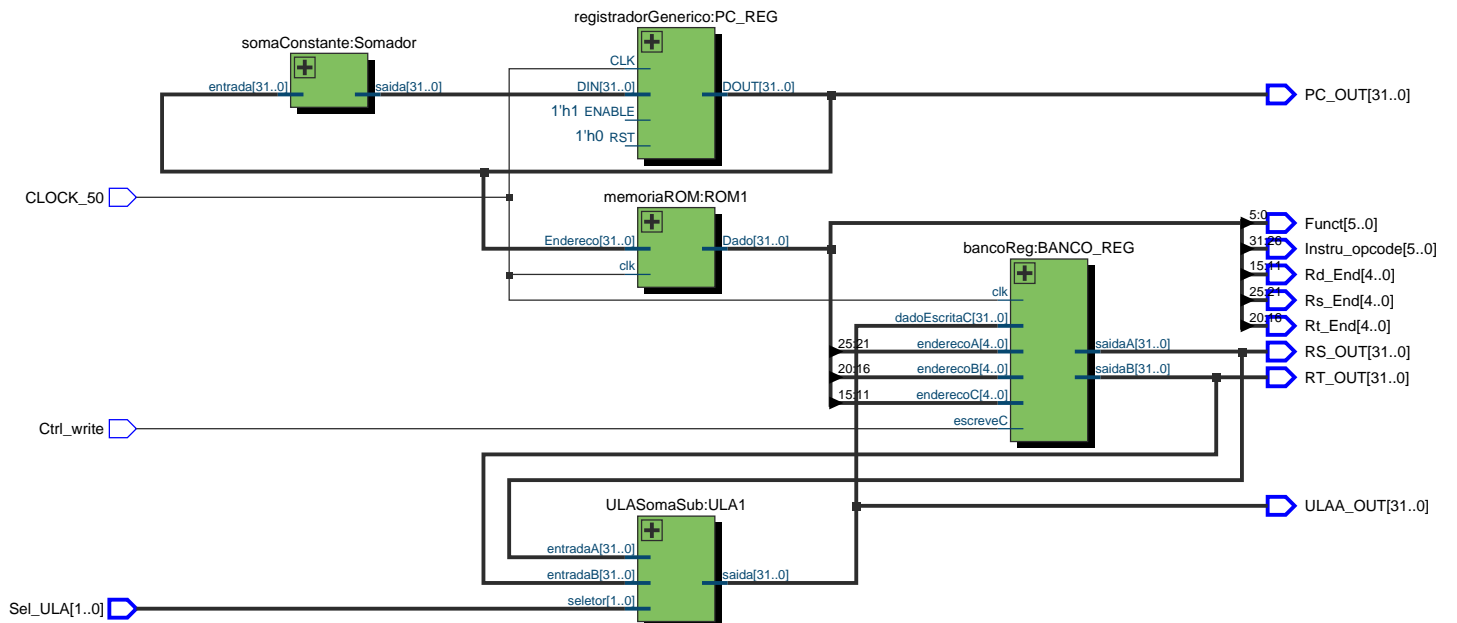 registradorGenerico:PC_REG
somaConstante:Somador
CLK
entrada[31..0] saida[31..0] DIN[31..0] DOUT[31..0] PC_OUT[31..0]
1'h1 ENABLE
1'h0 RST
CLOCK_50
memoriaROM:ROM1
5:0 Funct[5..0]
Endereco[31..0] Dado[31..0] bancoReg:BANCO_REG 31:26 Instru_opcode[5..0]
clk 15:11 Rd_End[4..0]
clk 25:21 Rs_End[4..0]
dadoEscritaC[31..0] 20:16 Rt_End[4..0]
25:21 enderecoA[4..0] saidaA[31..0] RS_OUT[31..0]
20:16 enderecoB[4..0] saidaB[31..0] RT_OUT[31..0]
15:11 enderecoC[4..0]
Ctrl_write escreveC
ULASomaSub:ULA1 ULAA_OUT[31..0]
entradaA[31..0]
entradaB[31..0] saida[31..0]
Sel_ULA[1..0] seletor[1..0]